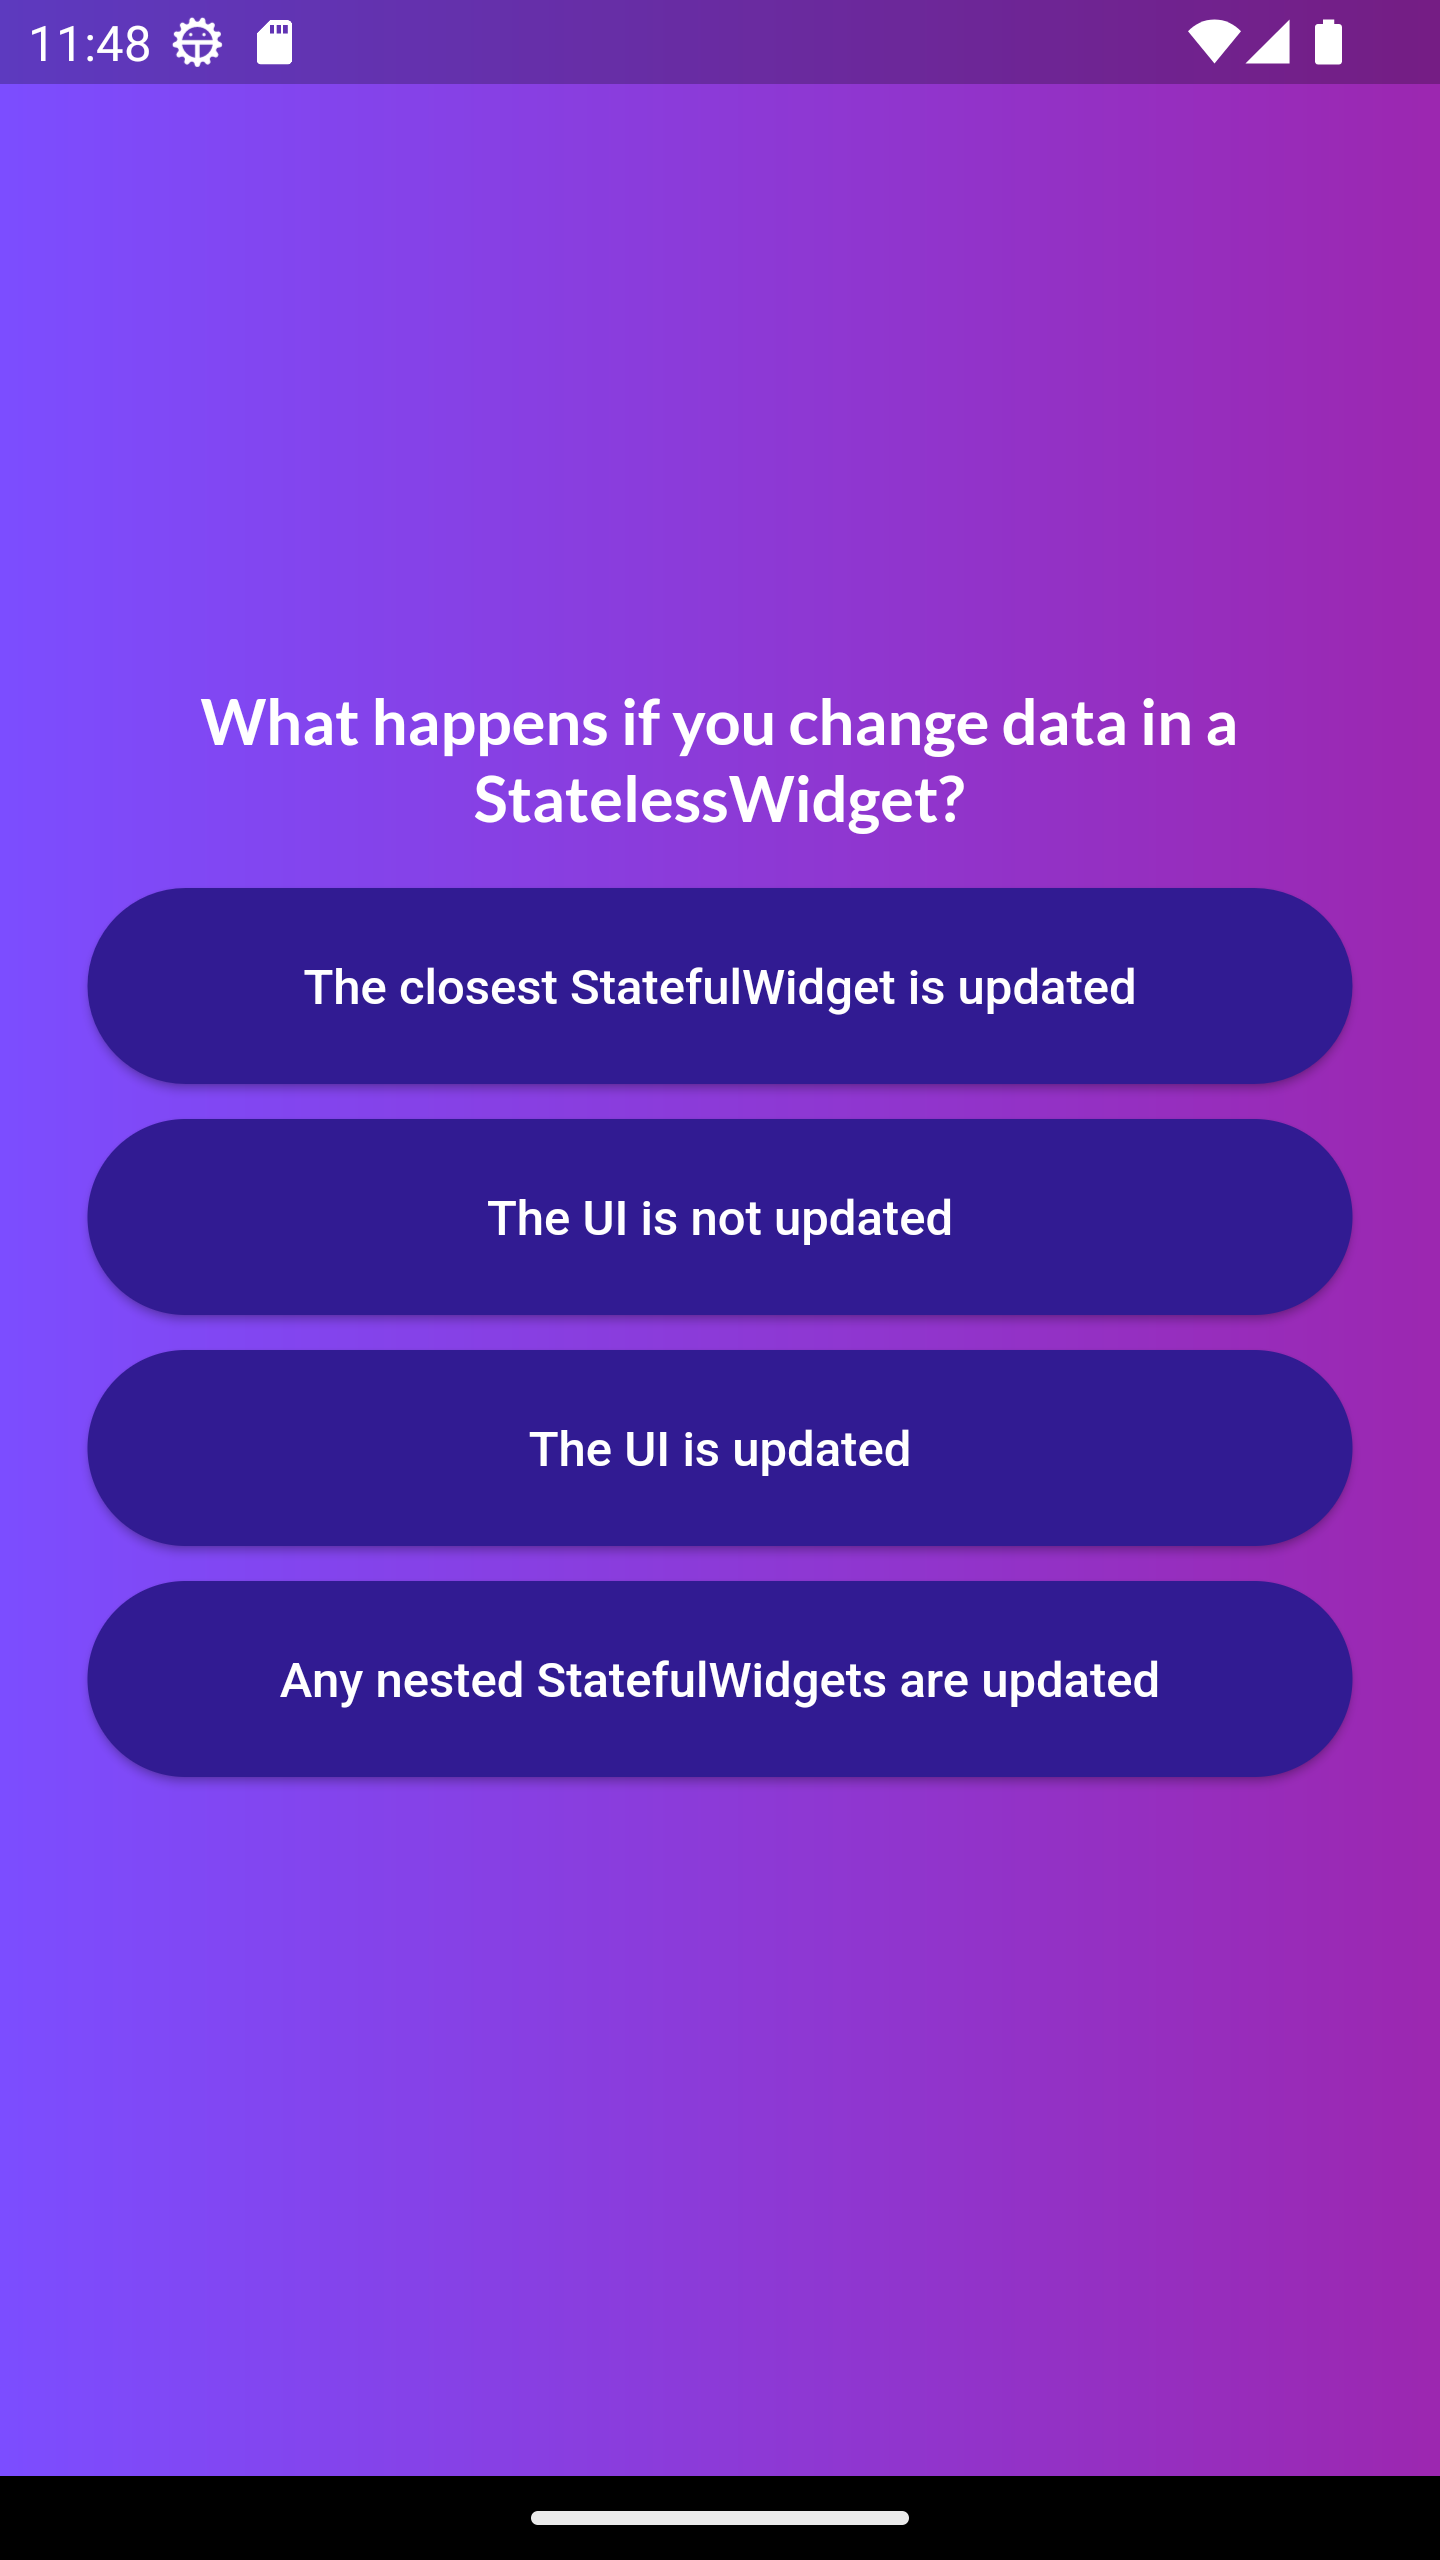 11:48
What happens if you change data in a
StatelessWidget?
The closest StatefulWidget is updated
The UI is not updated
The UI is updated
Any nested StatefulWidgets are updated